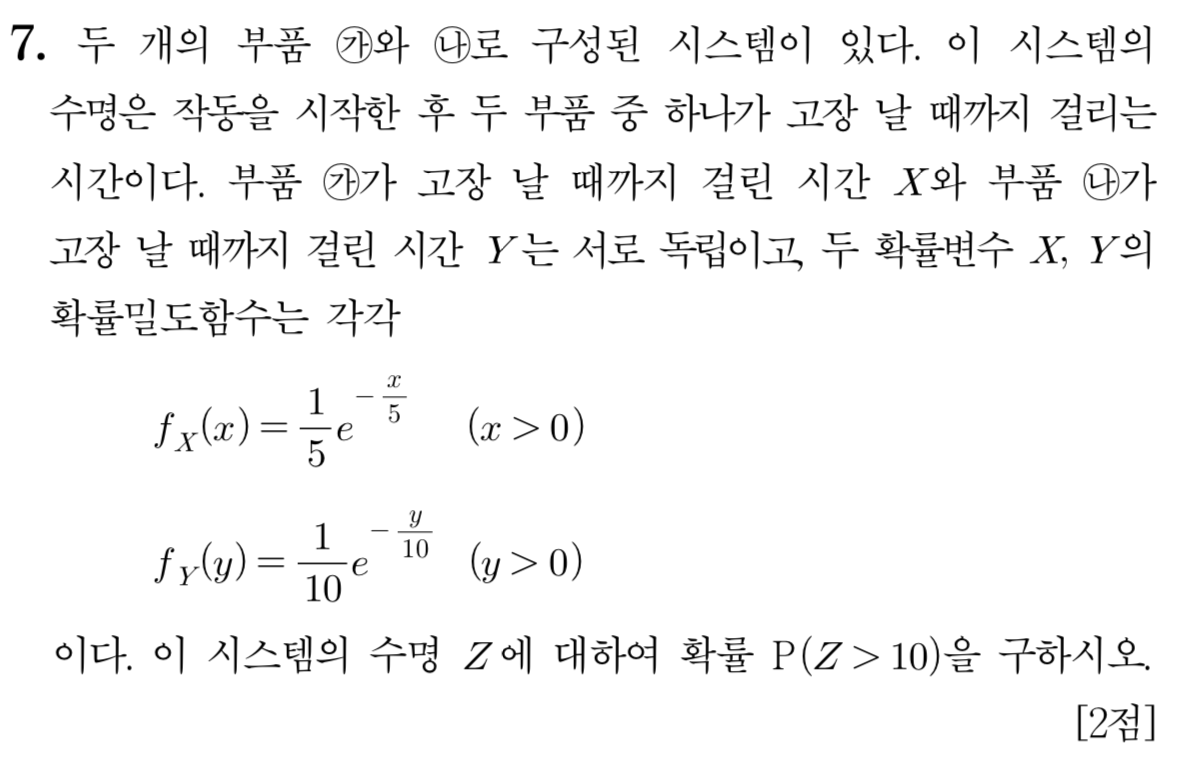 7. 두 개의 부품 ㉮와 ㉯로 구성된 시스템이 있다. 이 시스템의
수명은 작동을 시작한 후 두 부품 중 하나가 고장 날 때까지 걸리는
시간이다. 부품 ㉮가 고장 날 때까지 걸린 시간 X와 부품 ㉯가
고장 날 때까지 걸린 시간 Y는 서로 독립이고, 두 확률변수 X, Y의
확률밀도함수는 각각
f_X(x) = \frac{1}{5}e^{-\frac{x}{5}} (x > 0)
f_Y(y) = \frac{1}{10}e^{-\frac{y}{10}} (y > 0)
이다. 이 시스템의 수명 Z에 대하여 확률 P(Z > 10)을 구하시오.
[2점]